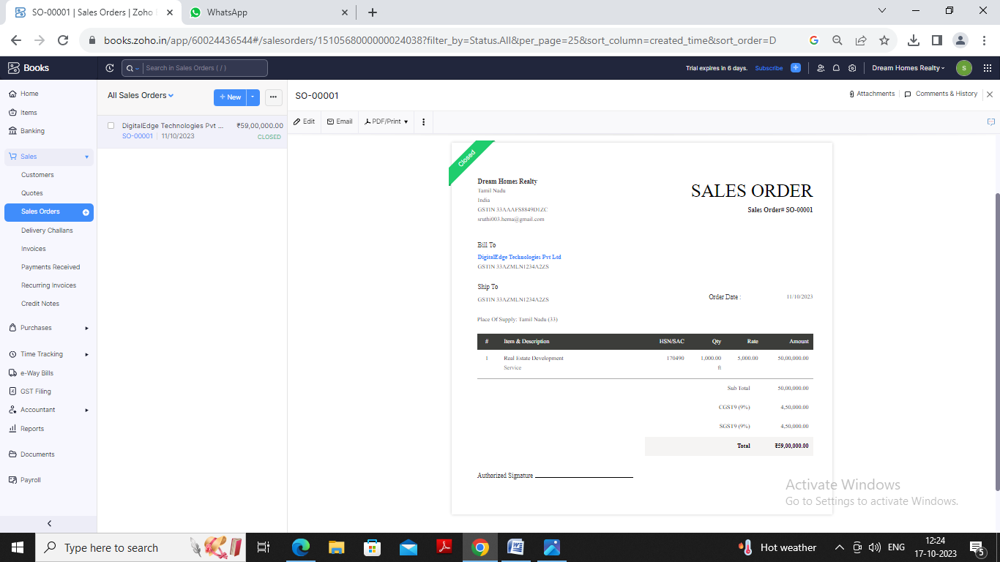 SO-00001 | Sales Orders | Zoho
WhatsApp
books.zoho.in/app/60024436544#/salesorders/1510568000000024038?filter_by=Status.All&per_page=25&sort_column=created_time&sort_order=D
Books
Search in Sales Orders ( / )
Trial expires in 6 days. Subscribe
Dream Homes Realty
S
Home
Items
Banking
Sales
Customers
Quotes
Sales Orders
Delivery Challans
Invoices
Payments Received
Recurring Invoices
Credit Notes
Purchases
Time Tracking
e-Way Bills
GST Filing
Accountant
Reports
Documents
Payroll
All Sales Orders
+ New
DigitalEdge Technologies Pvt ... ₹59,00,000.00
SO-00001 | 11/10/2023 CLOSED
SO-00001
Attachments
Comments & History
Edit
Email
PDF/Print
Closed
Dream Homes Realty
Tamil Nadu
India
GSTIN 33AAAFS8849D1ZC
sruthi003.hema@gmail.com
SALES ORDER
Sales Order# SO-00001
Bill To
DigitalEdge Technologies Pvt Ltd
GSTIN 33AZMLN1234A2ZS
Ship To
GSTIN 33AZMLN1234A2ZS
Order Date : 11/10/2023
Place Of Supply: Tamil Nadu (33)
# Item & Description HSN/SAC Qty Rate Amount
1 Real Estate Development 170490 1,000.00 5,000.00 50,00,000.00
Service ft
Sub Total 50,00,000.00
CGST9 (9%) 4,50,000.00
SGST9 (9%) 4,50,000.00
Total ₹59,00,000.00
Authorized Signature
Activate Windows
Go to Settings to activate Windows.
Type here to search
Hot weather
ENG
12:24
17-10-2023
5